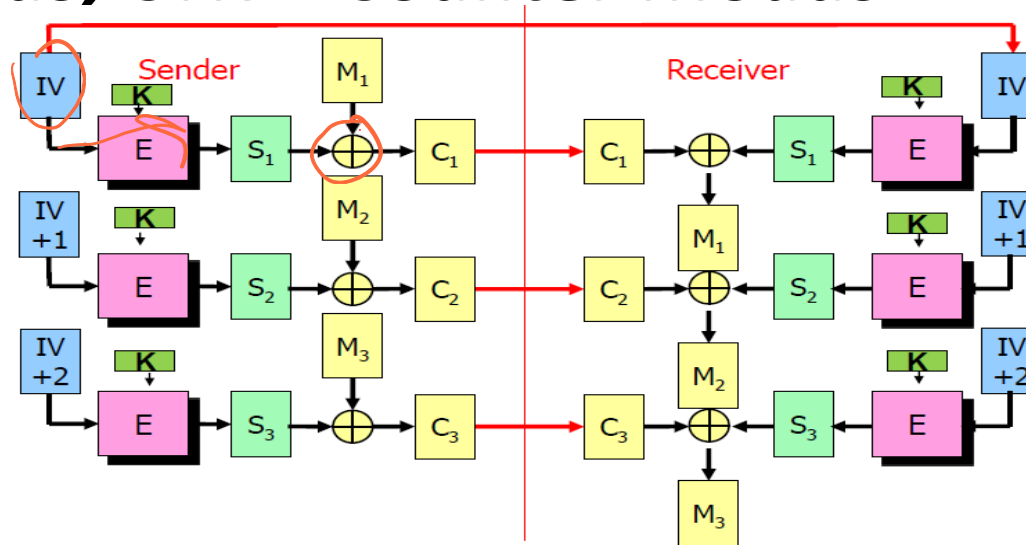 Sender
Receiver
IV
K
E
S₁
M₁
C₁
C₁
M₁
S₁
K
E
IV
IV
+1
K
E
S₂
M₂
C₂
C₂
M₂
S₂
K
E
IV
+1
IV
+2
K
E
S₃
M₃
C₃
C₃
M₃
S₃
K
E
IV
+2